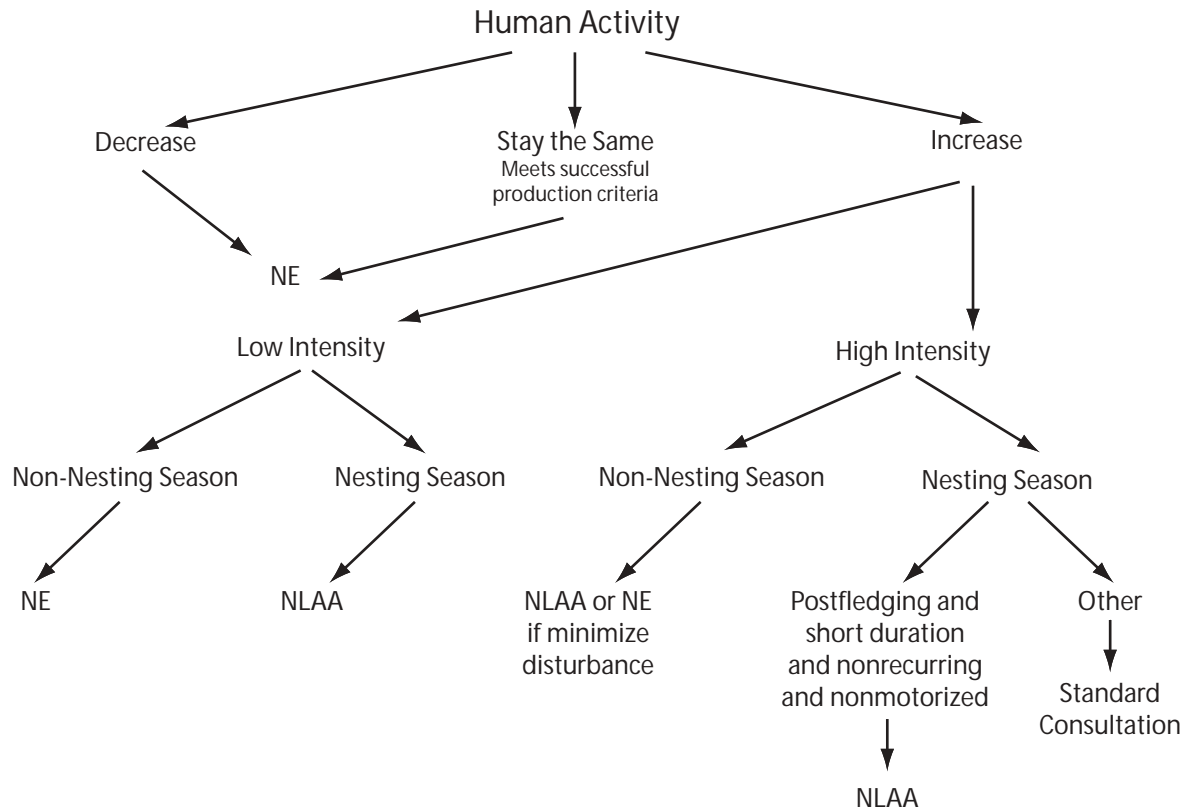 Human Activity
Decrease
Stay the Same
Meets successful
production criteria
Increase
NE
Low Intensity
High Intensity
Non-Nesting Season
Nesting Season
Non-Nesting Season
Nesting Season
NE
NLAA
NLAA or NE
if minimize
disturbance
Postfledging and
short duration
and nonrecurring
and nonmotorized
Other
Standard
Consultation
NLAA